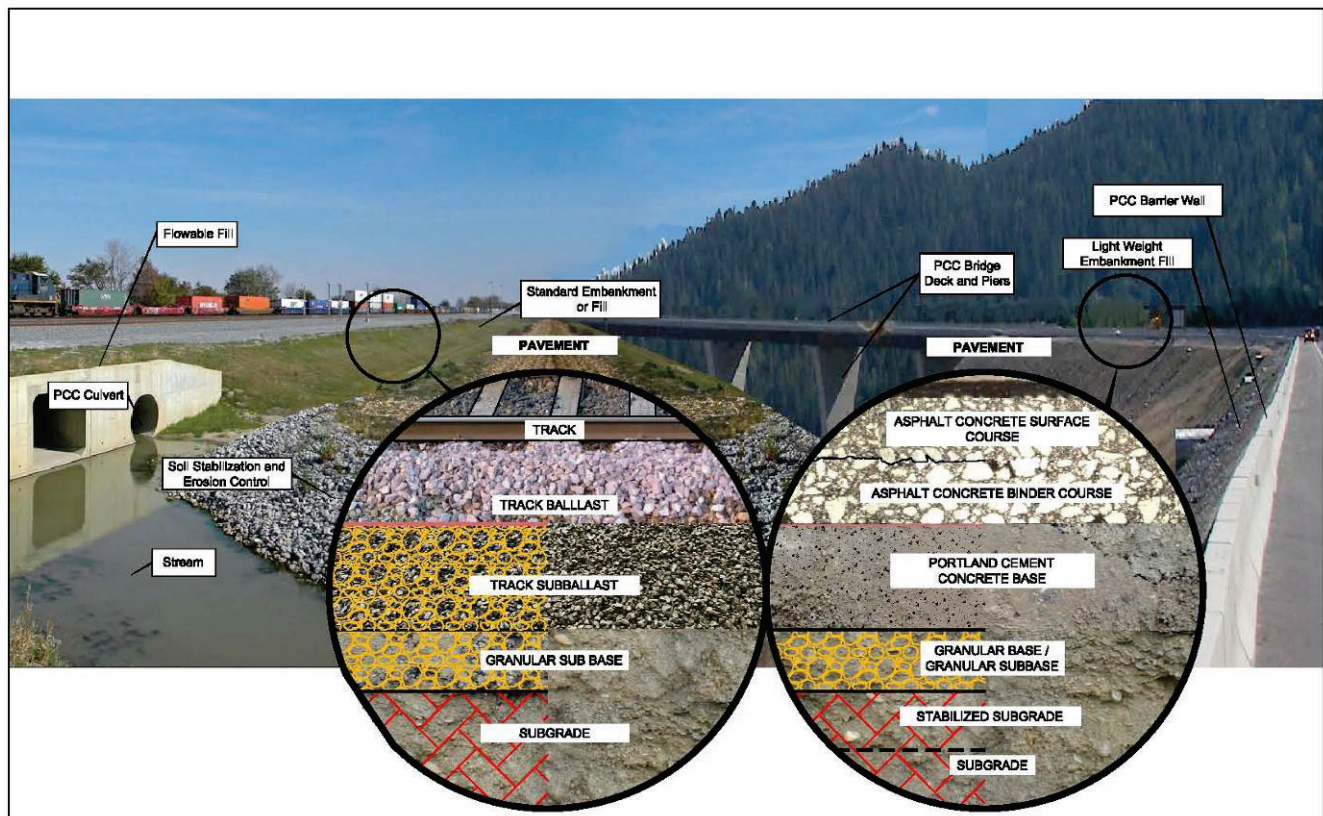 PCC Barrier Wall
Flowable Fill
Light Weight
Embankment Fill
PCC Bridge
Deck and Piers
Standard Embankment
or Fill
PAVEMENT
PAVEMENT
PCC Culvert
ASPHALT CONCRETE SURFACE
COURSE
TRACK
Soil Stabilization and
Erosion Control
ASPHALT CONCRETE BINDER COURSE
TRACK BALLLAST
Stream
PORTLAND CEMENT
CONCRETE BASE
TRACK SUBBALLAST
GRANULAR SUB BASE
GRANULAR BASE /
GRANULAR SUBBASE
STABILIZED SUBGRADE
SUBGRADE
SUBGRADE